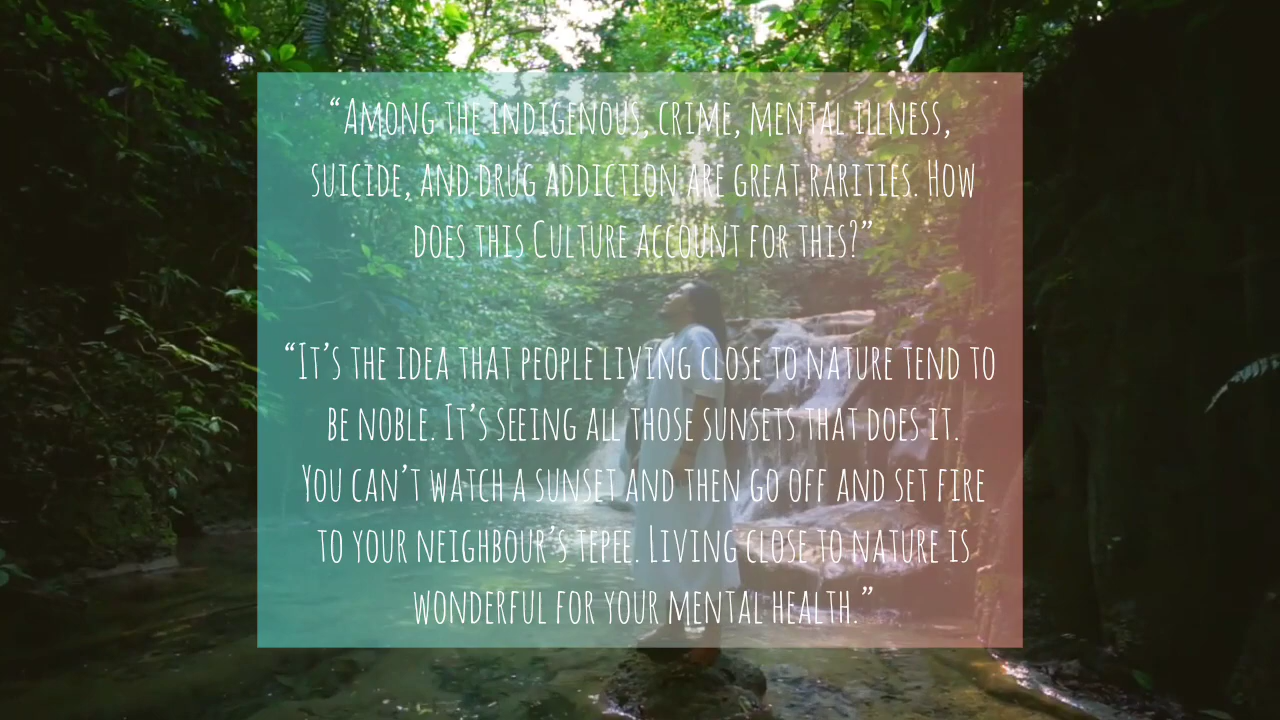 “Among the indigenous, crime, mental illness,
suicide, and drug addiction are great rarities. How
does this Culture account for this?”
“It’s the idea that people living close to nature tend to
be noble. It’s seeing all those sunsets that does it.
You can’t watch a sunset and then go off and set fire
to your neighbour’s tepee. Living close to nature is
wonderful for your mental health.”